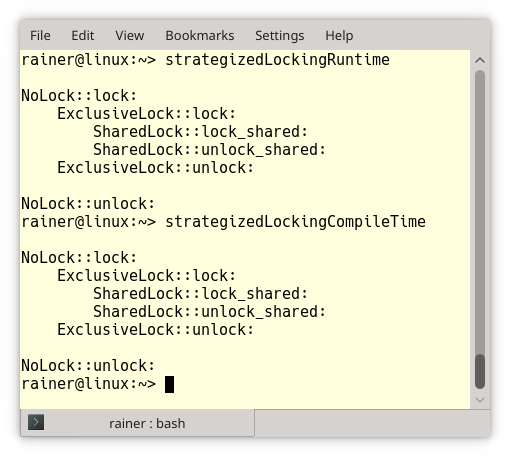 File Edit View Bookmarks Settings Help
rainer@linux:~> strategizedLockingRuntime
NoLock::lock:
    ExclusiveLock::lock:
        SharedLock::lock_shared:
        SharedLock::unlock_shared:
    ExclusiveLock::unlock:
NoLock::unlock:
rainer@linux:~> strategizedLockingCompileTime
NoLock::lock:
    ExclusiveLock::lock:
        SharedLock::lock_shared:
        SharedLock::unlock_shared:
    ExclusiveLock::unlock:
NoLock::unlock:
rainer@linux:~>
rainer : bash